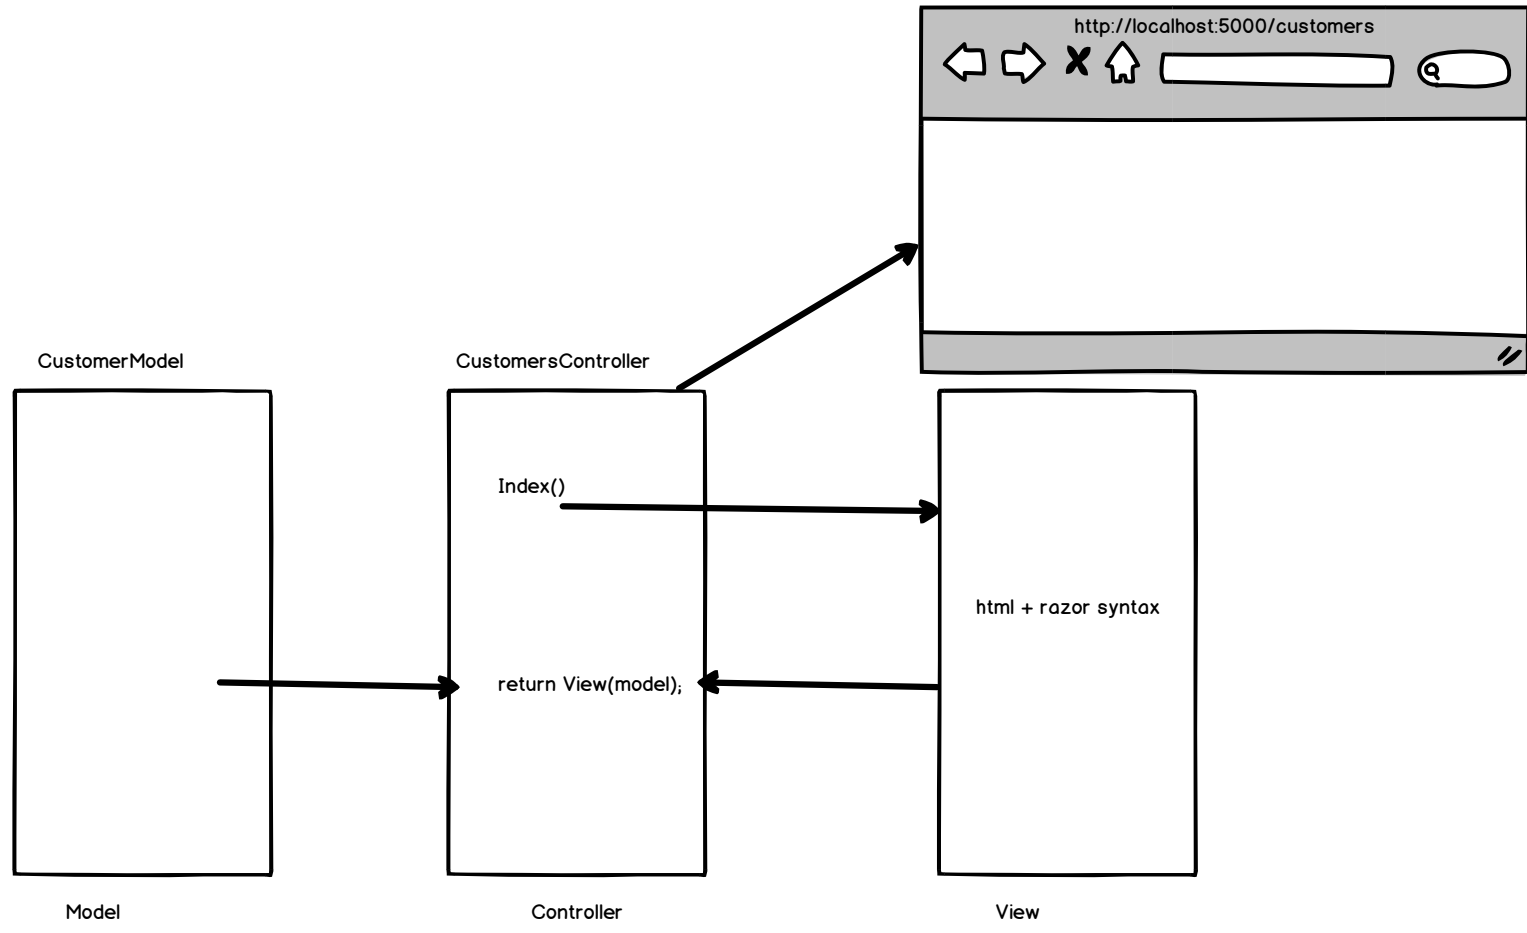 http://localhost:5000/customers
CustomerModel
CustomersController
Index()
html + razor syntax
return View(model);
Model
Controller
View